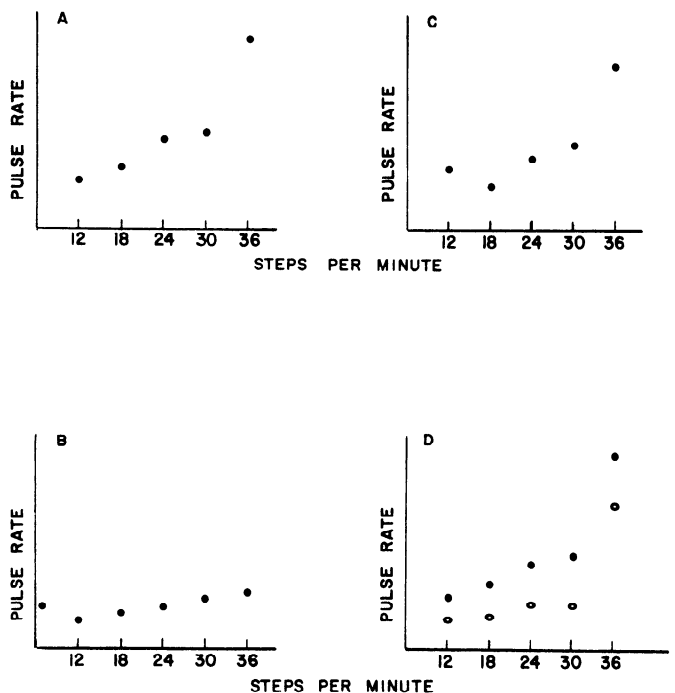 A
PULSE RATE
12 18 24 30 36
C
PULSE RATE
12 18 24 30 36
STEPS PER MINUTE
B
PULSE RATE
12 18 24 30 36
D
PULSE RATE
12 18 24 30 36
STEPS PER MINUTE